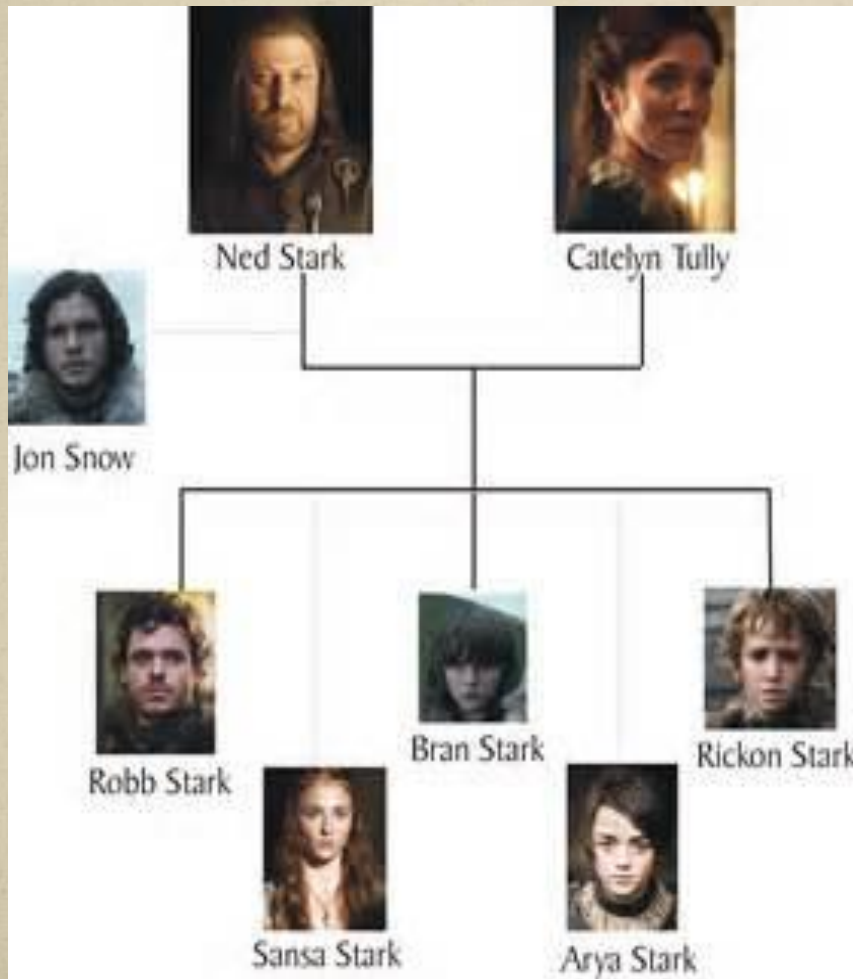 Ned Stark
Catelyn Tully
Jon Snow
Robb Stark
Bran Stark
Rickon Stark
Sansa Stark
Arya Stark